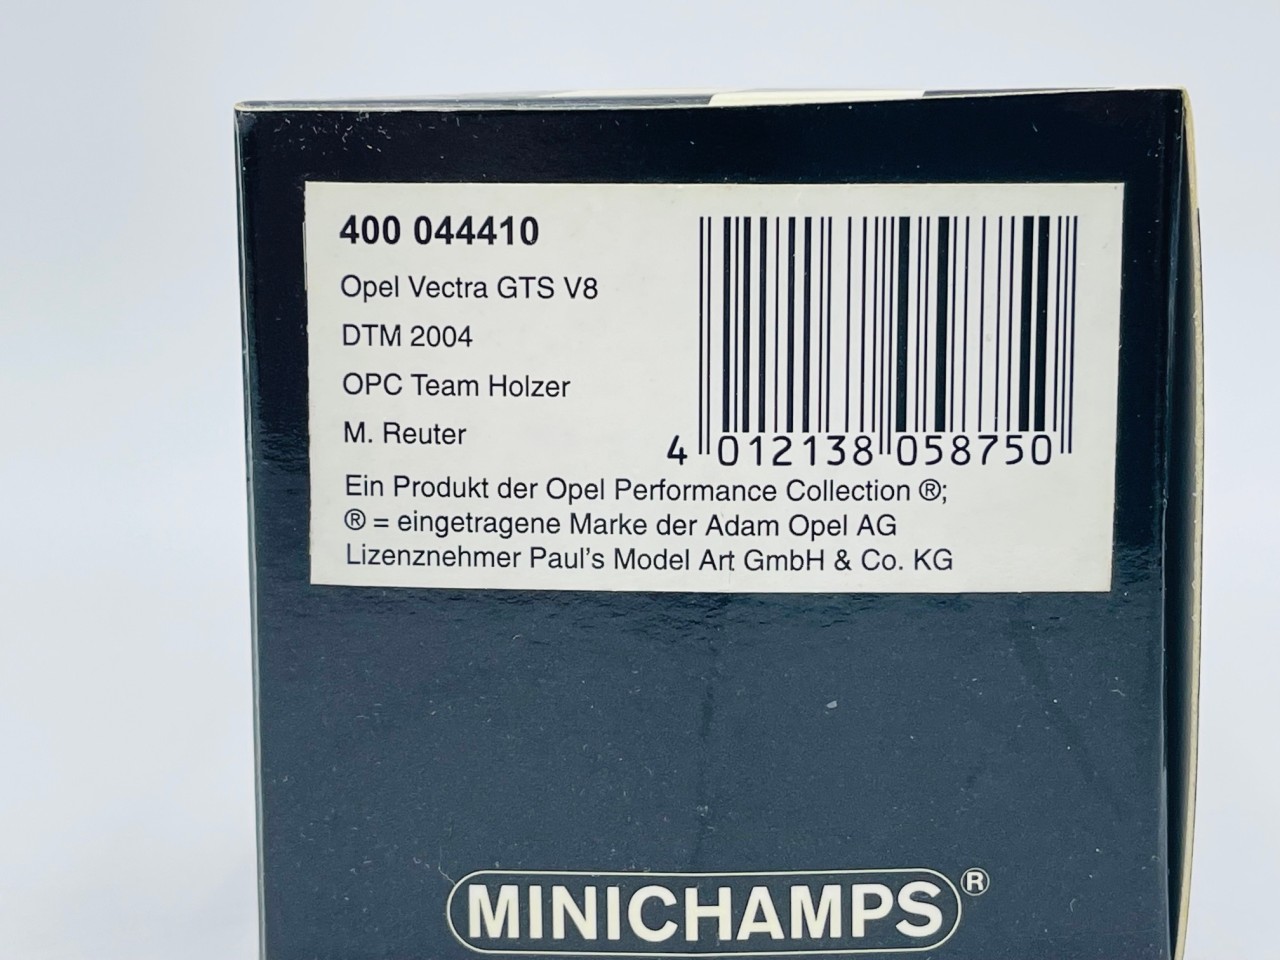 400 044410
Opel Vectra GTS V8
DTM 2004
OPC Team Holzer
M. Reuter
4 012138 058750
Ein Produkt der Opel Performance Collection ®;
® = eingetragene Marke der Adam Opel AG
Lizenznehmer Paul's Model Art GmbH & Co. KG
MINICHAMPS®